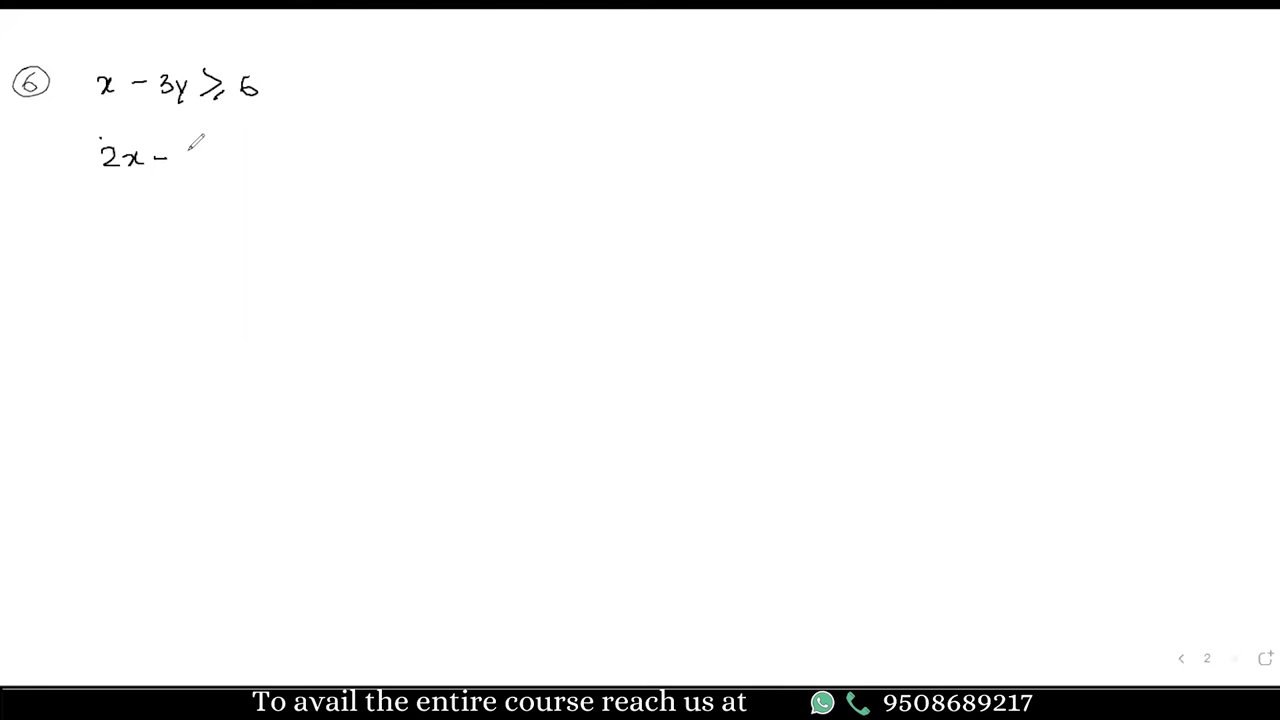 6 x - 3y ⩾ 6
2x -
2
To avail the entire course reach us at 9508689217